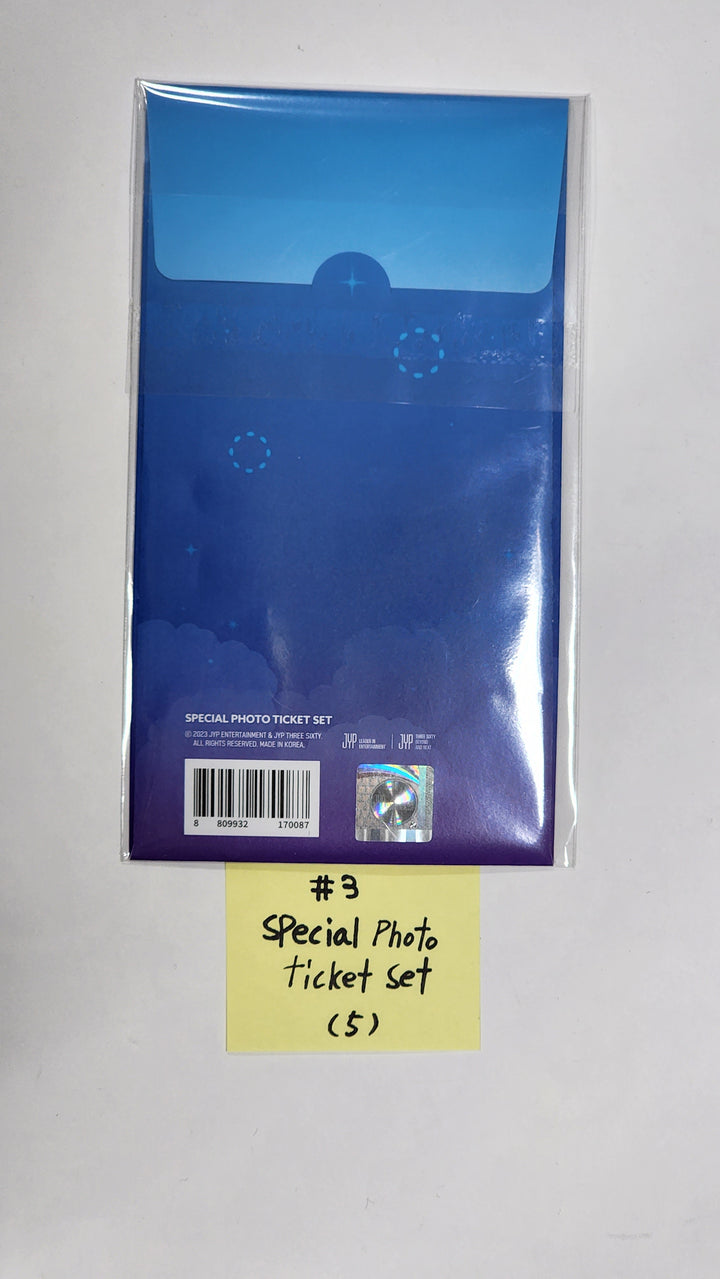 SPECIAL PHOTO TICKET SET
© 2023 JYP ENTERTAINMENT & JYP THREE SIXTY.
ALL RIGHTS RESERVED. MADE IN KOREA.
JYP LEADER IN ENTERTAINMENT | JYP THREE SIXTY BEYOND AND NEXT
8 809932 170087
#3
Special Photo
ticket set
(5)